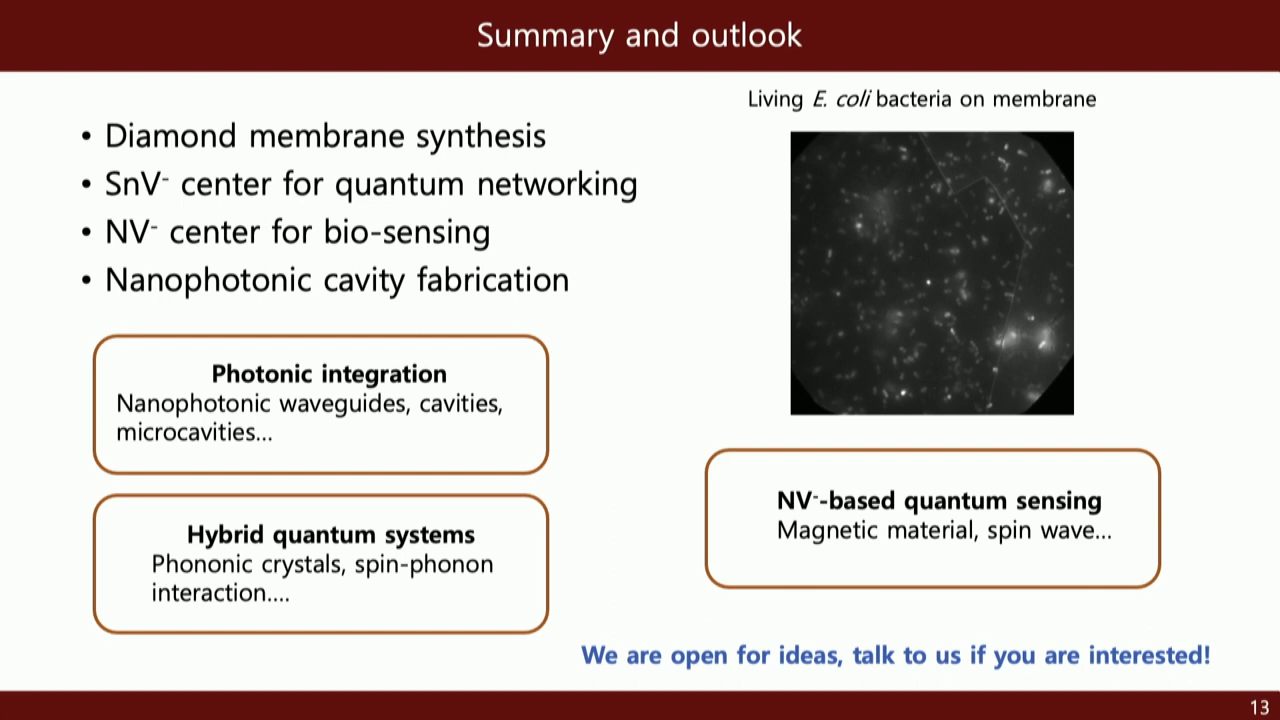 Summary and outlook
• Diamond membrane synthesis
• SnV⁻ center for quantum networking
• NV⁻ center for bio-sensing
• Nanophotonic cavity fabrication
Living E. coli bacteria on membrane
Photonic integration
Nanophotonic waveguides, cavities,
microcavities...
Hybrid quantum systems
Phononic crystals, spin-phonon
interaction....
NV⁻-based quantum sensing
Magnetic material, spin wave...
We are open for ideas, talk to us if you are interested!
13